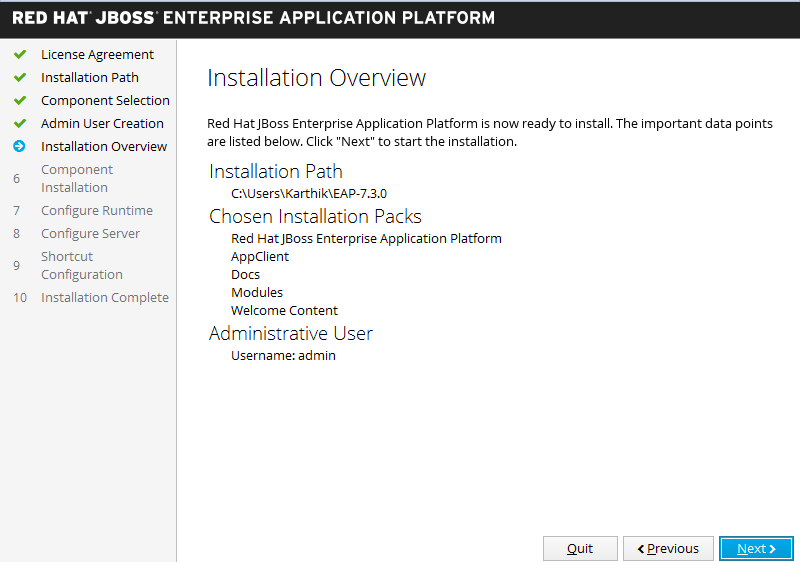 RED HAT® JBOSS® ENTERPRISE APPLICATION PLATFORM
License Agreement
Installation Path
Component Selection
Admin User Creation
Installation Overview
6 Component
Installation
7 Configure Runtime
8 Configure Server
9 Shortcut
Configuration
10 Installation Complete
Installation Overview
Red Hat JBoss Enterprise Application Platform is now ready to install. The important data points
are listed below. Click "Next" to start the installation.
Installation Path
C:\Users\Karthik\EAP-7.3.0
Chosen Installation Packs
Red Hat JBoss Enterprise Application Platform
AppClient
Docs
Modules
Welcome Content
Administrative User
Username: admin
Quit
Previous
Next